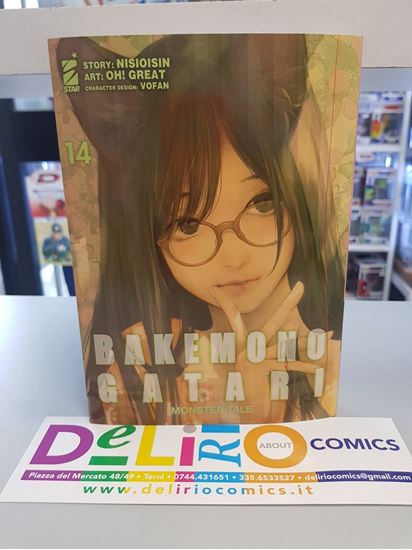 STAR
STORY: NISIOISIN
ART: OH! GREAT
CHARACTER DESIGN: VOFAN
14
BAKEMONO
GATARI
MONSTER TALE
DeLiRiO ABOUT COMICS
Piazza del Mercato 48/49 • Terni • 0744.431651 • 335.6533527 • deliriocomics@gmail.com
www.deliriocomics.it